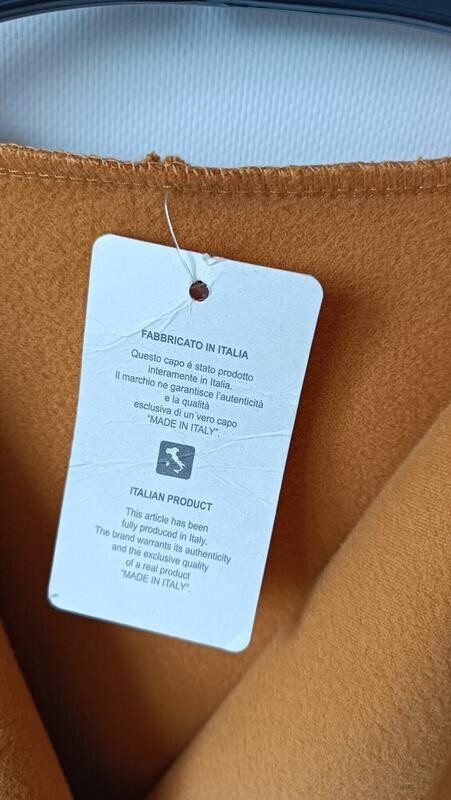 FABBRICATO IN ITALIA
Questo capo é stato prodotto
interamente in Italia.
Il marchio ne garantisce l'autenticità
e la qualità
esclusiva di un vero capo
"MADE IN ITALY".
ITALIAN PRODUCT
This article has been
fully produced in Italy.
The brand warrants its authenticity
and the exclusive quality
of a real product
"MADE IN ITALY".